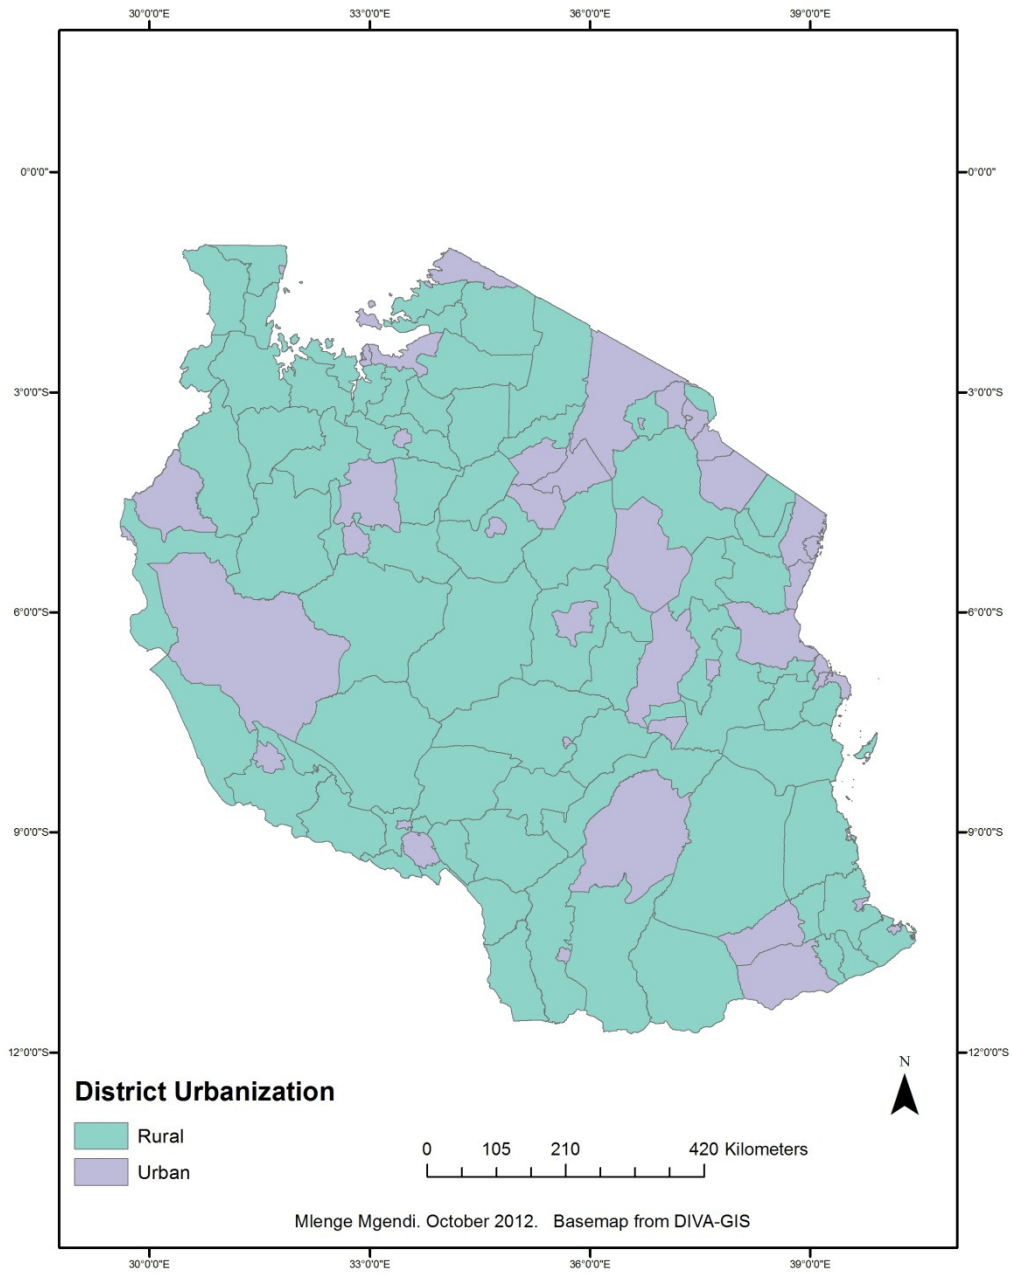 30°0'0"E 33°0'0"E 36°0'0"E 39°0'0"E
0°0'0" 0°0'0"
3°0'0"S 3°0'0"S
6°0'0"S 6°0'0"S
9°0'0"S 9°0'0"S
12°0'0"S 12°0'0"S
N
District Urbanization
Rural
Urban
0 105 210 420 Kilometers
Mlenge Mgendi. October 2012. Basemap from DIVA-GIS
30°0'0"E 33°0'0"E 36°0'0"E 39°0'0"E